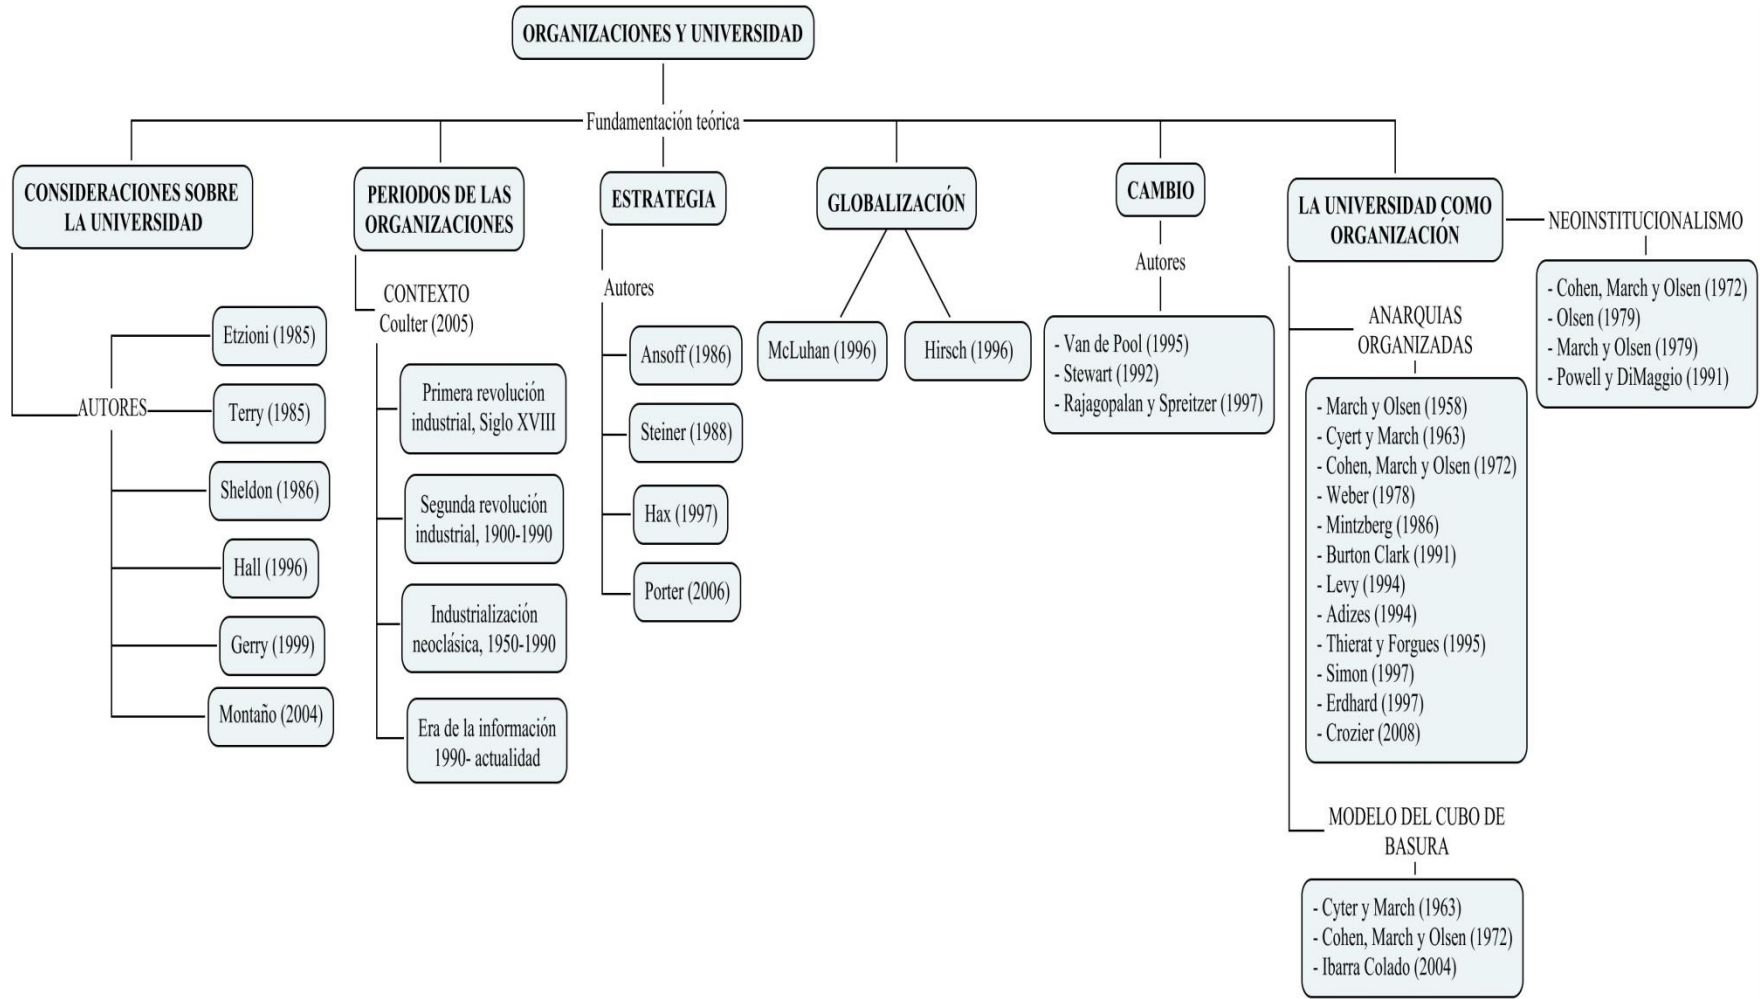 ORGANIZACIONES Y UNIVERSIDAD
Fundamentación teórica
CONSIDERACIONES SOBRE
LA UNIVERSIDAD
AUTORES
Etzioni (1985)
Terry (1985)
Sheldon (1986)
Hall (1996)
Gerry (1999)
Montaño (2004)
PERIODOS DE LAS
ORGANIZACIONES
CONTEXTO
Coulter (2005)
Primera revolución
industrial, Siglo XVIII
Segunda revolución
industrial, 1900-1990
Industrialización
neoclásica, 1950-1990
Era de la información
1990- actualidad
ESTRATEGIA
Autores
Ansoff (1986)
Steiner (1988)
Hax (1997)
Porter (2006)
GLOBALIZACIÓN
McLuhan (1996)
Hirsch (1996)
CAMBIO
Autores
- Van de Pool (1995)
- Stewart (1992)
- Rajagopalan y Spreitzer (1997)
LA UNIVERSIDAD COMO
ORGANIZACIÓN
NEOINSTITUCIONALISMO
- Cohen, March y Olsen (1972)
- Olsen (1979)
- March y Olsen (1979)
- Powell y DiMaggio (1991)
ANARQUIAS
ORGANIZADAS
- March y Olsen (1958)
- Cyert y March (1963)
- Cohen, March y Olsen (1972)
- Weber (1978)
- Mintzberg (1986)
- Burton Clark (1991)
- Levy (1994)
- Adizes (1994)
- Thierat y Forgues (1995)
- Simon (1997)
- Erdhard (1997)
- Crozier (2008)
MODELO DEL CUBO DE
BASURA
- Cyter y March (1963)
- Cohen, March y Olsen (1972)
- Ibarra Colado (2004)